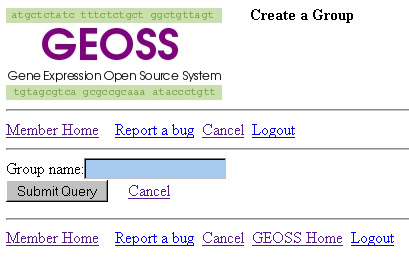 atgctctatc tttctctgct ggctgttagt
Create a Group
GEOSS
Gene Expression Open Source System
tgtagcgtca gcgccgcaaa ataccctgtt
Member Home Report a bug Cancel Logout
Group name:
Submit Query Cancel
Member Home Report a bug Cancel GEOSS Home Logout